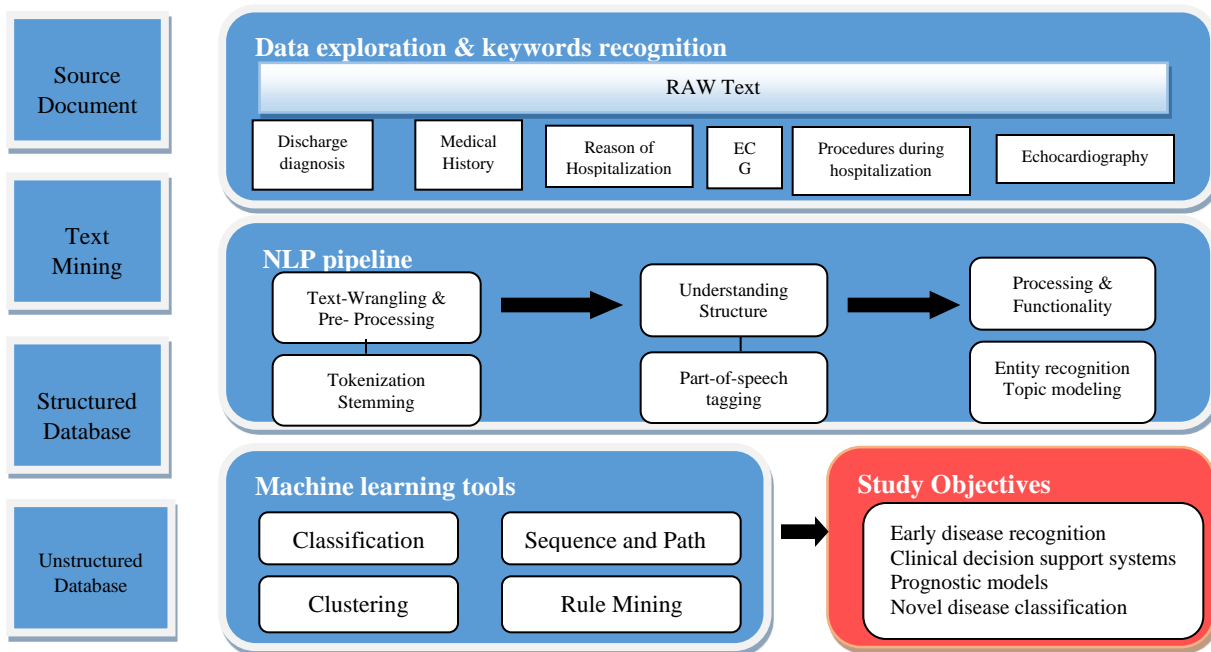 Source
Document
Text
Mining
Structured
Database
Unstructured
Database
Data exploration & keywords recognition
RAW Text
Discharge
diagnosis
Medical
History
Reason of
Hospitalization
EC
G
Procedures during
hospitalization
Echocardiography
NLP pipeline
Text-Wrangling &
Pre- Processing
Understanding
Structure
Processing &
Functionality
Tokenization
Stemming
Part-of-speech
tagging
Entity recognition
Topic modeling
Machine learning tools
Classification
Sequence and Path
Clustering
Rule Mining
Study Objectives
Early disease recognition
Clinical decision support systems
Prognostic models
Novel disease classification